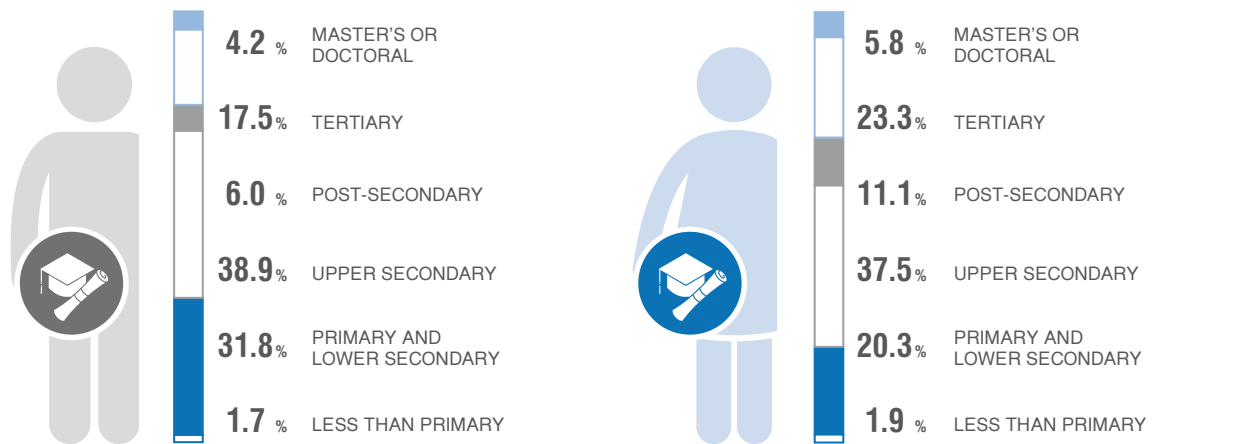 4.2 % MASTER'S OR
DOCTORAL
17.5% TERTIARY
6.0 % POST-SECONDARY
38.9% UPPER SECONDARY
31.8% PRIMARY AND
LOWER SECONDARY
1.7 % LESS THAN PRIMARY
5.8 % MASTER'S OR
DOCTORAL
23.3% TERTIARY
11.1% POST-SECONDARY
37.5% UPPER SECONDARY
20.3% PRIMARY AND
LOWER SECONDARY
1.9 % LESS THAN PRIMARY